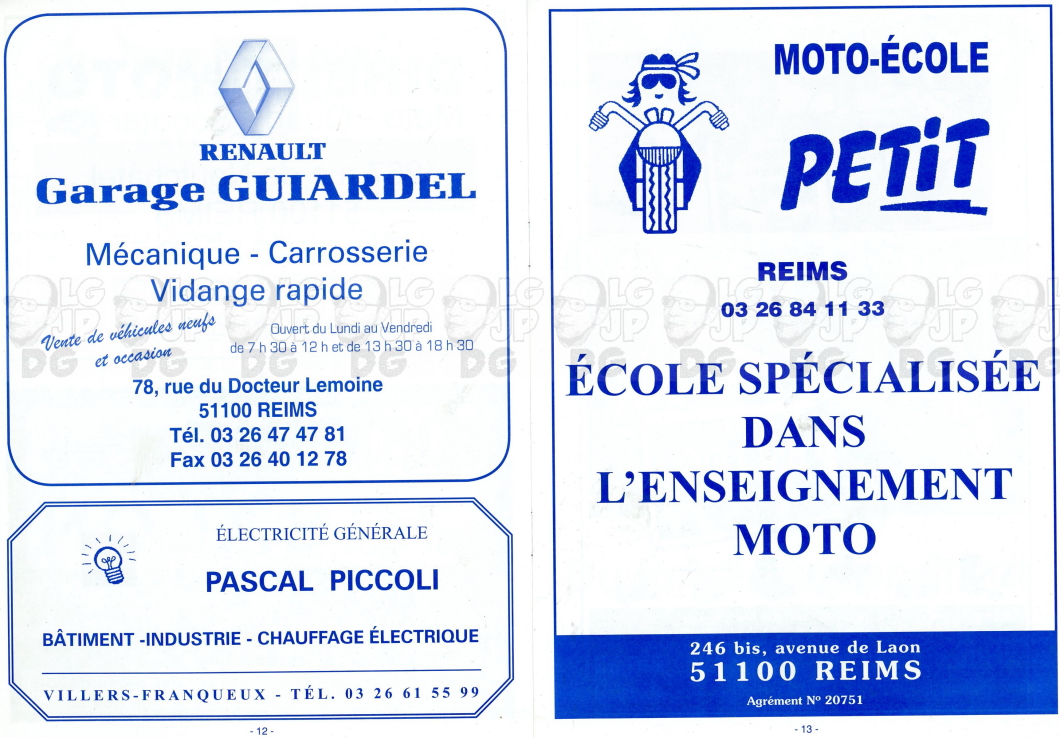 RENAULT
Garage GUIARDEL
Mécanique - Carrosserie
Vidange rapide
Vente de véhicules neufs
et occasion
Ouvert du Lundi au Vendredi
de 7 h 30 à 12 h et de 13 h 30 à 18 h 30
78, rue du Docteur Lemoine
51100 REIMS
Tél. 03 26 47 47 81
Fax 03 26 40 12 78
ÉLECTRICITÉ GÉNÉRALE
PASCAL PICCOLI
BÂTIMENT -INDUSTRIE - CHAUFFAGE ÉLECTRIQUE
VILLERS-FRANQUEUX - TÉL. 03 26 61 55 99
- 12 -
MOTO-ÉCOLE
PETiT
REIMS
03 26 84 11 33
ÉCOLE SPÉCIALISÉE
DANS
L'ENSEIGNEMENT
MOTO
246 bis, avenue de Laon
51100 REIMS
Agrément Nº 20751
- 13 -
LG
JP
DG